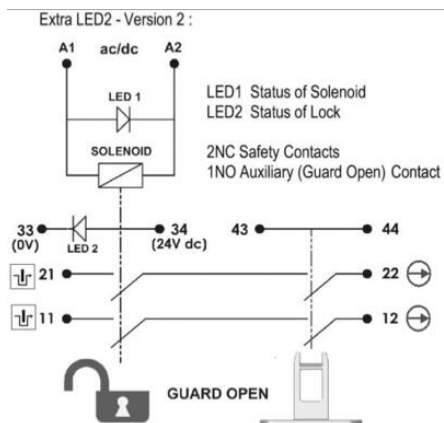 Extra LED2 - Version 2 :
A1 ac/dc A2
LED 1
LED1 Status of Solenoid
LED2 Status of Lock
SOLENOID
2NC Safety Contacts
1NO Auxiliary (Guard Open) Contact
33 34 43 44
(0V) LED 2 (24V dc)
21 22
11 12
GUARD OPEN